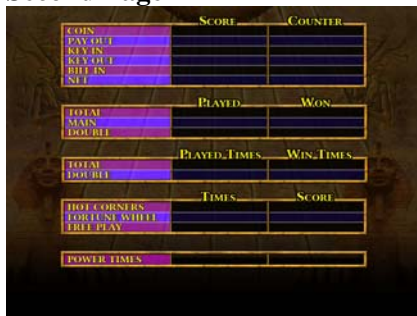 SCORE COUNTER
COIN
PAY OUT
KEY IN
KEY OUT
BILL IN
NET
PLAYED WON
TOTAL
MAIN
DOUBLE
PLAYED TIMES WIN TIMES
TOTAL
DOUBLE
TIMES SCORE
HOT CORNERS
FORTUNE WHEEL
FREE PLAY
POWER TIMES